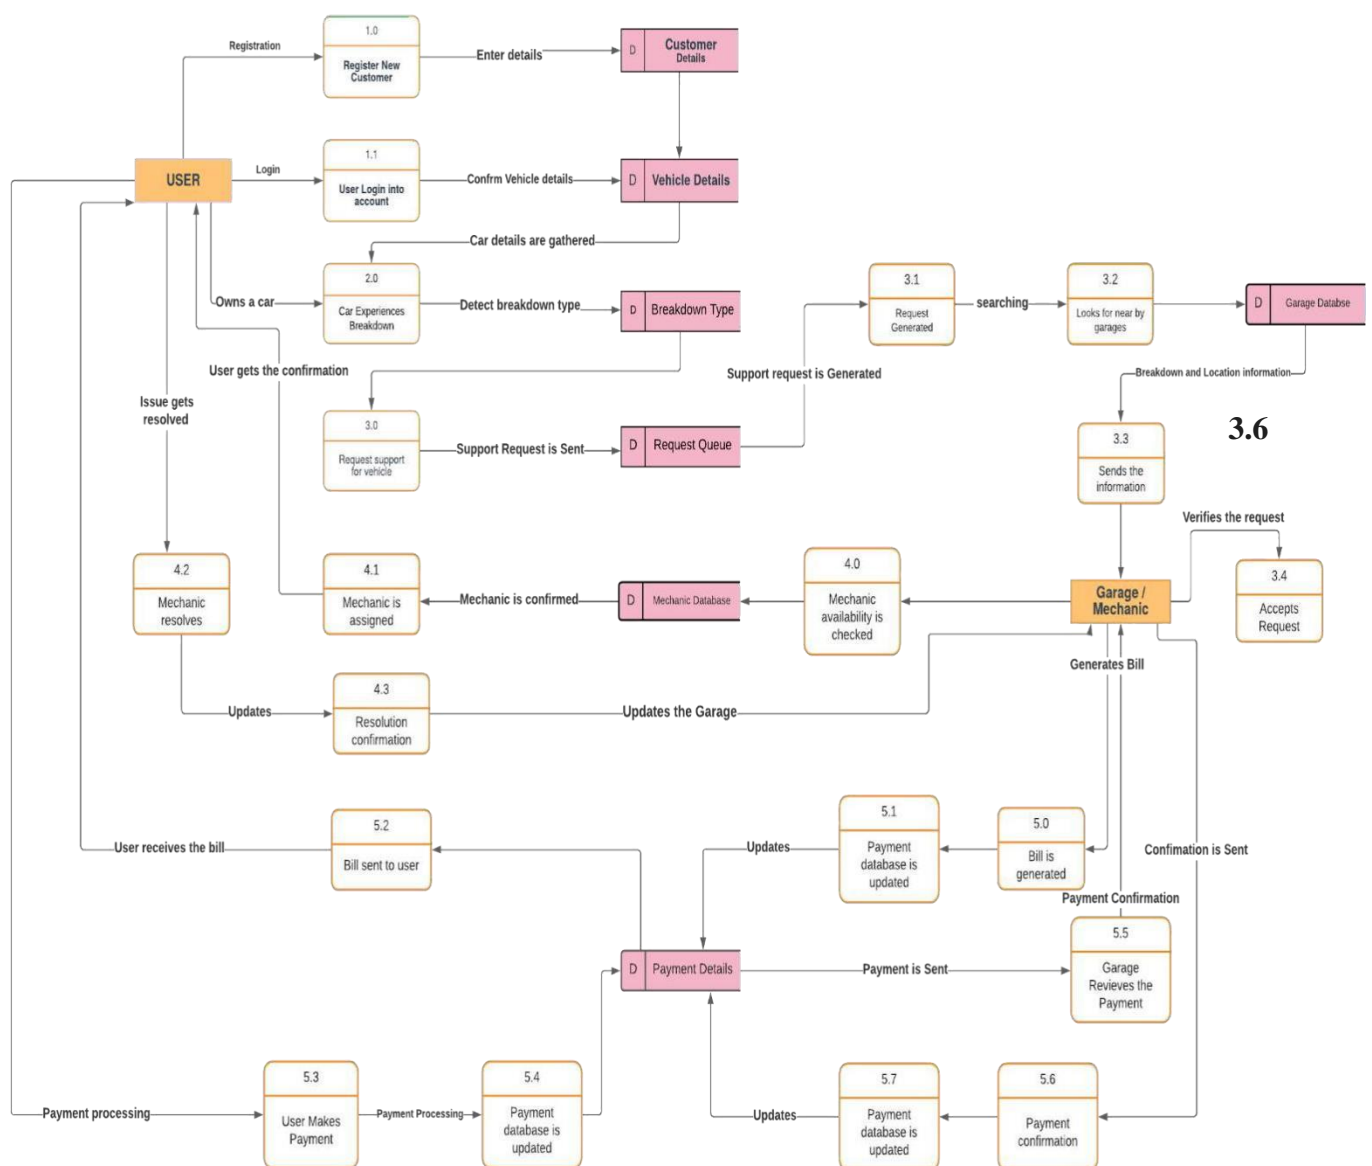 1.0
Registration
Register New
Customer
Enter details
D
Customer
Details
USER
Login
1.1
User Login into
account
Confrm Vehicle details
D
Vehicle Details
Car details are gathered
Owns a car
2.0
Car Experiences
Breakdown
Detect breakdown type
D
Breakdown Type
3.1
Request
Generated
searching
3.2
Looks for near by
garages
D
Garage Databse
User gets the confirmation
Support request is Generated
Breakdown and Location information
Issue gets
resolved
3.0
Request support
for vehicle
Support Request is Sent
D
Request Queue
3.6
3.3
Sends the
information
Verifies the request
4.2
Mechanic
resolves
4.1
Mechanic is
assigned
Mechanic is confirmed
D
Mechanic Database
4.0
Mechanic
availability is
checked
Garage /
Mechanic
3.4
Accepts
Request
Generates Bill
Updates
4.3
Resolution
confirmation
Updates the Garage
User receives the bill
5.2
Bill sent to user
Updates
5.1
Payment
database is
updated
5.0
Bill is
generated
Confimation is Sent
Payment Confirmation
D
Payment Details
Payment is Sent
5.5
Garage
Revieves the
Payment
Payment processing
5.3
User Makes
Payment
Payment Processing
5.4
Payment
database is
updated
Updates
5.7
Payment
database is
updated
5.6
Payment
confirmation